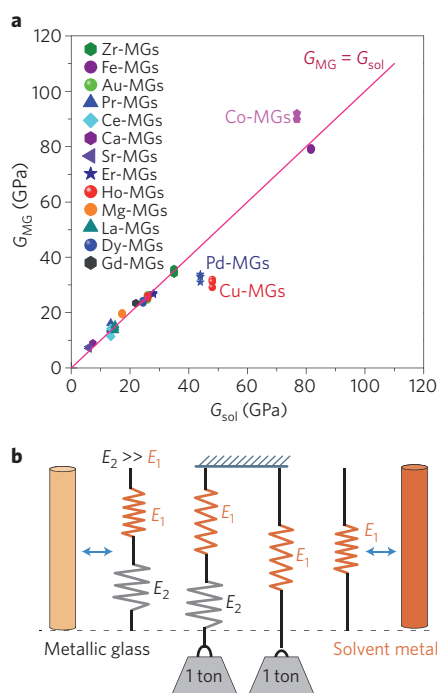 a
120
100
80
60
40
20
0
G_MG (GPa)
Zr-MGs
Fe-MGs
Au-MGs
Pr-MGs
Ce-MGs
Ca-MGs
Sr-MGs
Er-MGs
Ho-MGs
Mg-MGs
La-MGs
Dy-MGs
Gd-MGs
G_MG = G_sol
Co-MGs
Pd-MGs
Cu-MGs
0 20 40 60 80 100 120
G_sol (GPa)
b
E_2 >> E_1
E_1
E_2
E_1
E_2
E_1
E_1
Metallic glass
Solvent metal
1 ton
1 ton